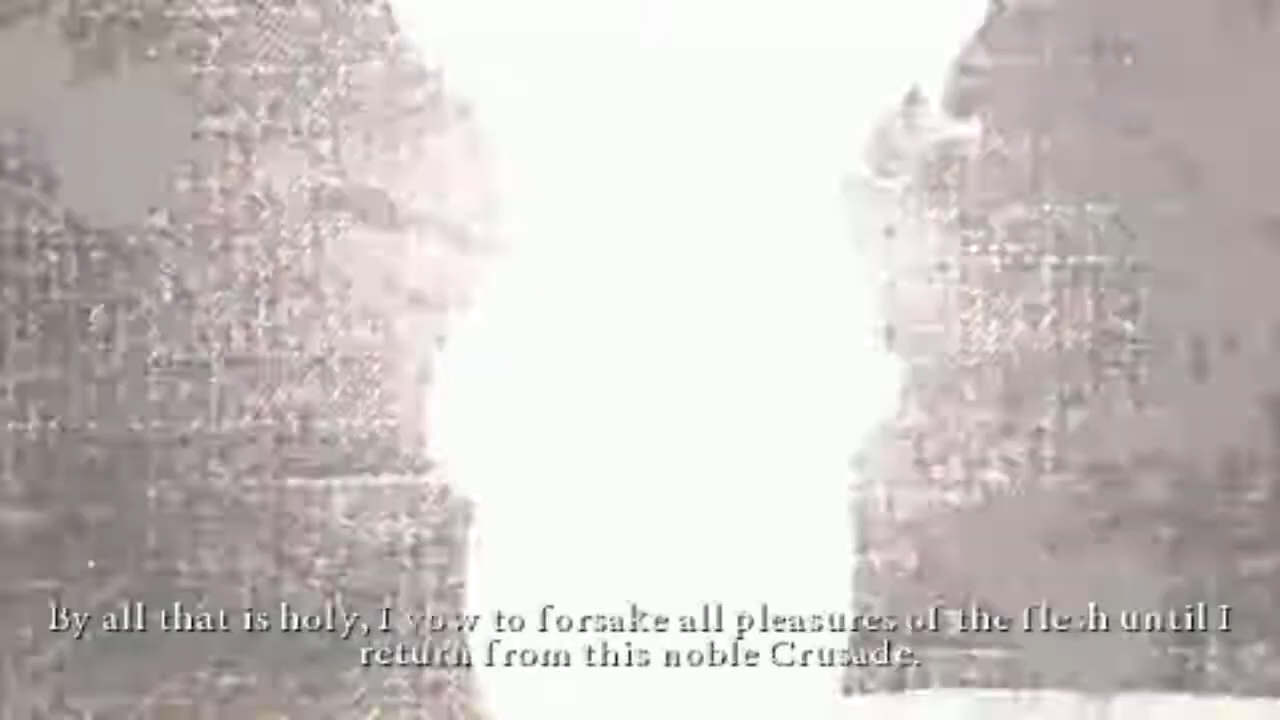 By all that is holy, I vow to forsake all pleasures of the flesh until I
return from this noble Crusade.